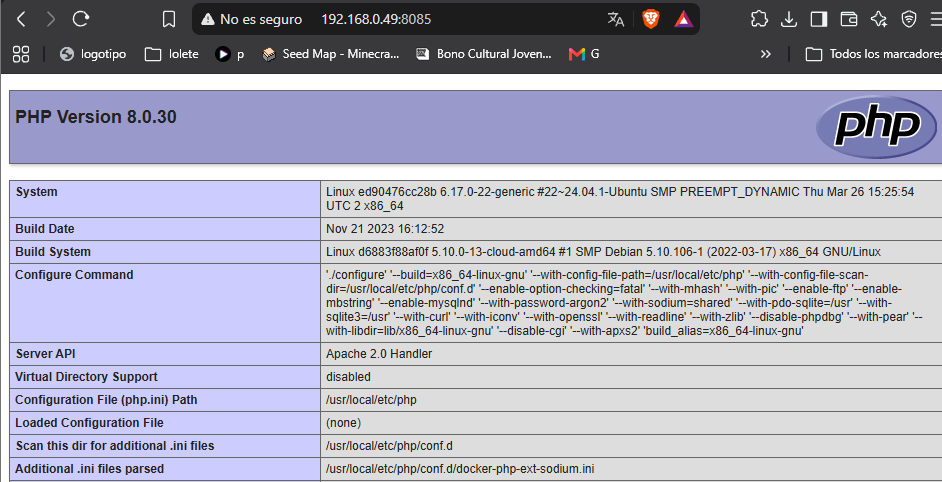 No es seguro 192.168.0.49:8085
logotipo lolete p Seed Map - Minecra... Bono Cultural Joven... G » Todos los marcadores
PHP Version 8.0.30
php
System Linux ed90476cc28b 6.17.0-22-generic #22~24.04.1-Ubuntu SMP PREEMPT_DYNAMIC Thu Mar 26 15:25:54
UTC 2 x86_64
Build Date Nov 21 2023 16:12:52
Build System Linux d6883f88af0f 5.10.0-13-cloud-amd64 #1 SMP Debian 5.10.106-1 (2022-03-17) x86_64 GNU/Linux
Configure Command './configure' '--build=x86_64-linux-gnu' '--with-config-file-path=/usr/local/etc/php' '--with-config-file-scan-
dir=/usr/local/etc/php/conf.d' '--enable-option-checking=fatal' '--with-mhash' '--with-pic' '--enable-ftp' '--enable-
mbstring' '--enable-mysqlnd' '--with-password-argon2' '--with-sodium=shared' '--with-pdo-sqlite=/usr' '--with-
sqlite3=/usr' '--with-curl' '--with-iconv' '--with-openssl' '--with-readline' '--with-zlib' '--disable-phpdbg' '--with-pear' '--
with-libdir=lib/x86_64-linux-gnu' '--disable-cgi' '--with-apxs2' 'build_alias=x86_64-linux-gnu'
Server API Apache 2.0 Handler
Virtual Directory Support disabled
Configuration File (php.ini) Path /usr/local/etc/php
Loaded Configuration File (none)
Scan this dir for additional .ini files /usr/local/etc/php/conf.d
Additional .ini files parsed /usr/local/etc/php/conf.d/docker-php-ext-sodium.ini